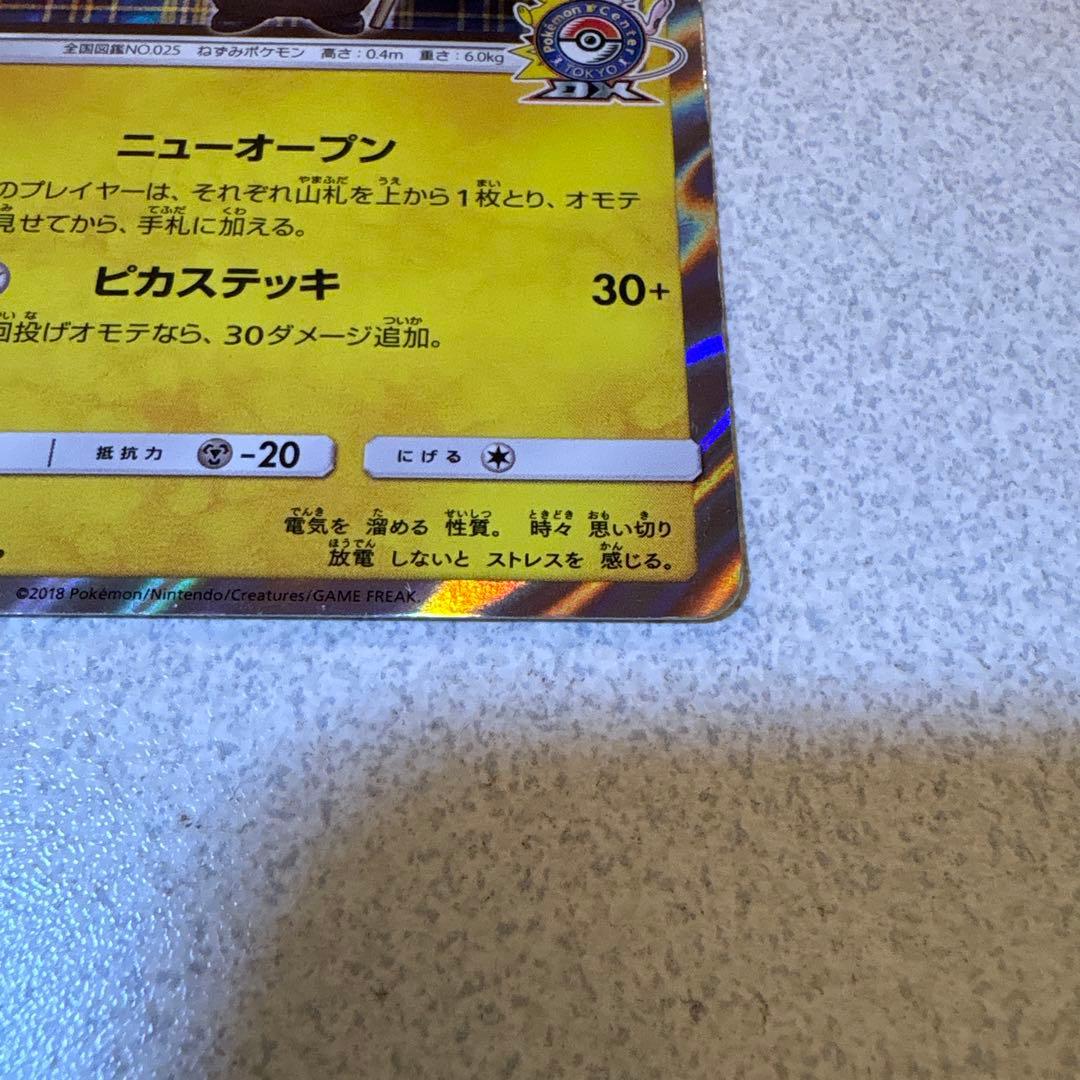 全国図鑑NO.025 ねずみポケモン 高さ:0.4m 重さ:6.0kg
Pokémon Center
TOKYO
DX
ニューオープン
のプレイヤーは、それぞれ山札を上から1枚とり、オモテ
見せてから、手札に加える。
ピカステッキ 30+
回投げオモテなら、30ダメージ追加。
抵抗力 -20 にげる
電気を 溜める 性質。 時々 思い切り
放電 しないと ストレスを 感じる。
©2018 Pokémon/Nintendo/Creatures/GAME FREAK.